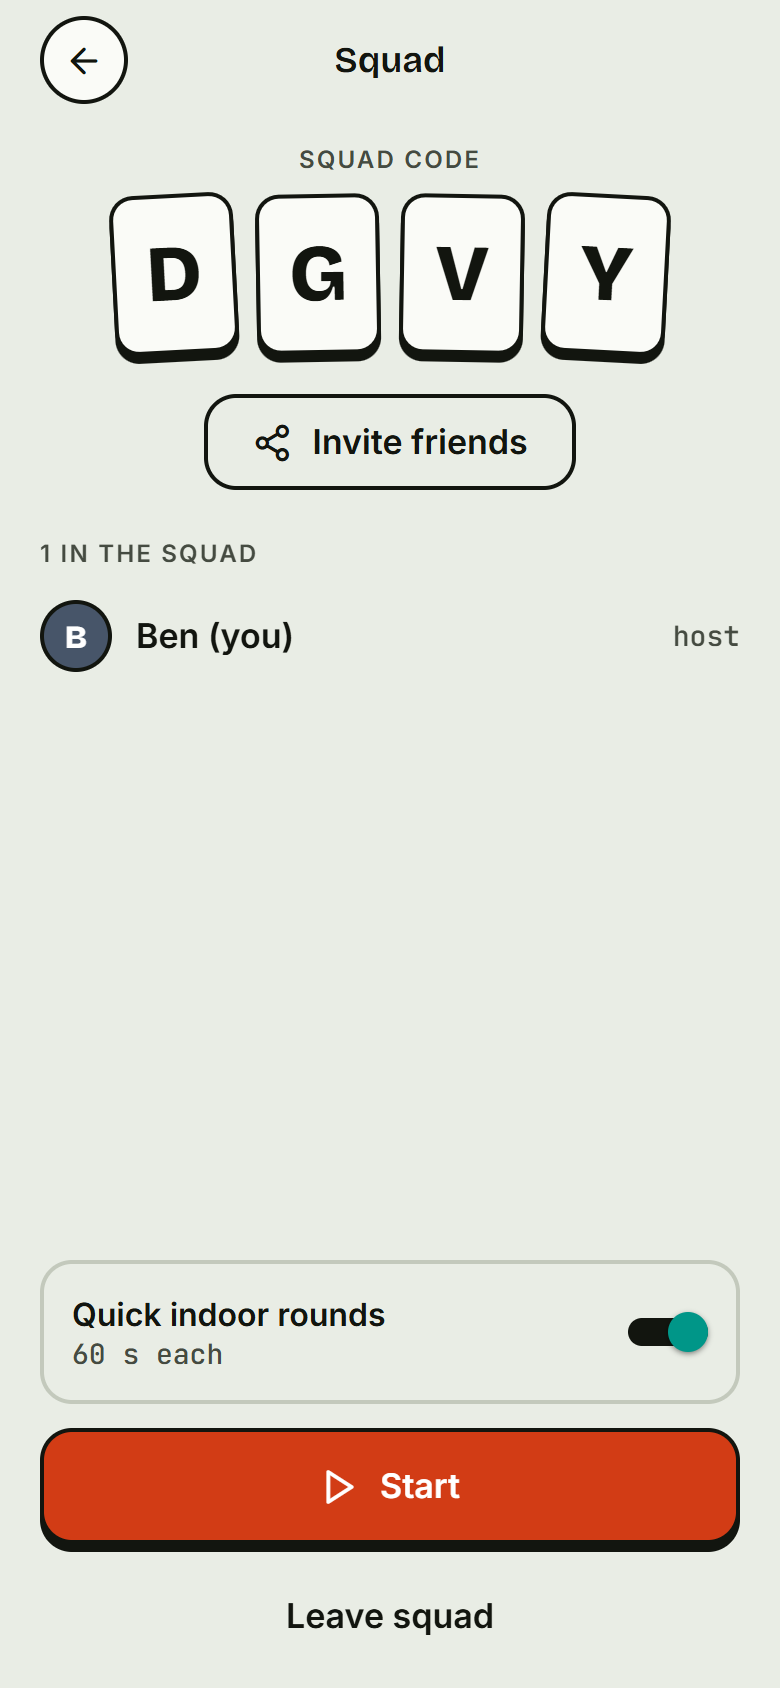 Squad
SQUAD CODE
D G V Y
Invite friends
1 IN THE SQUAD
B Ben (you) host
Quick indoor rounds
60 s each
Start
Leave squad